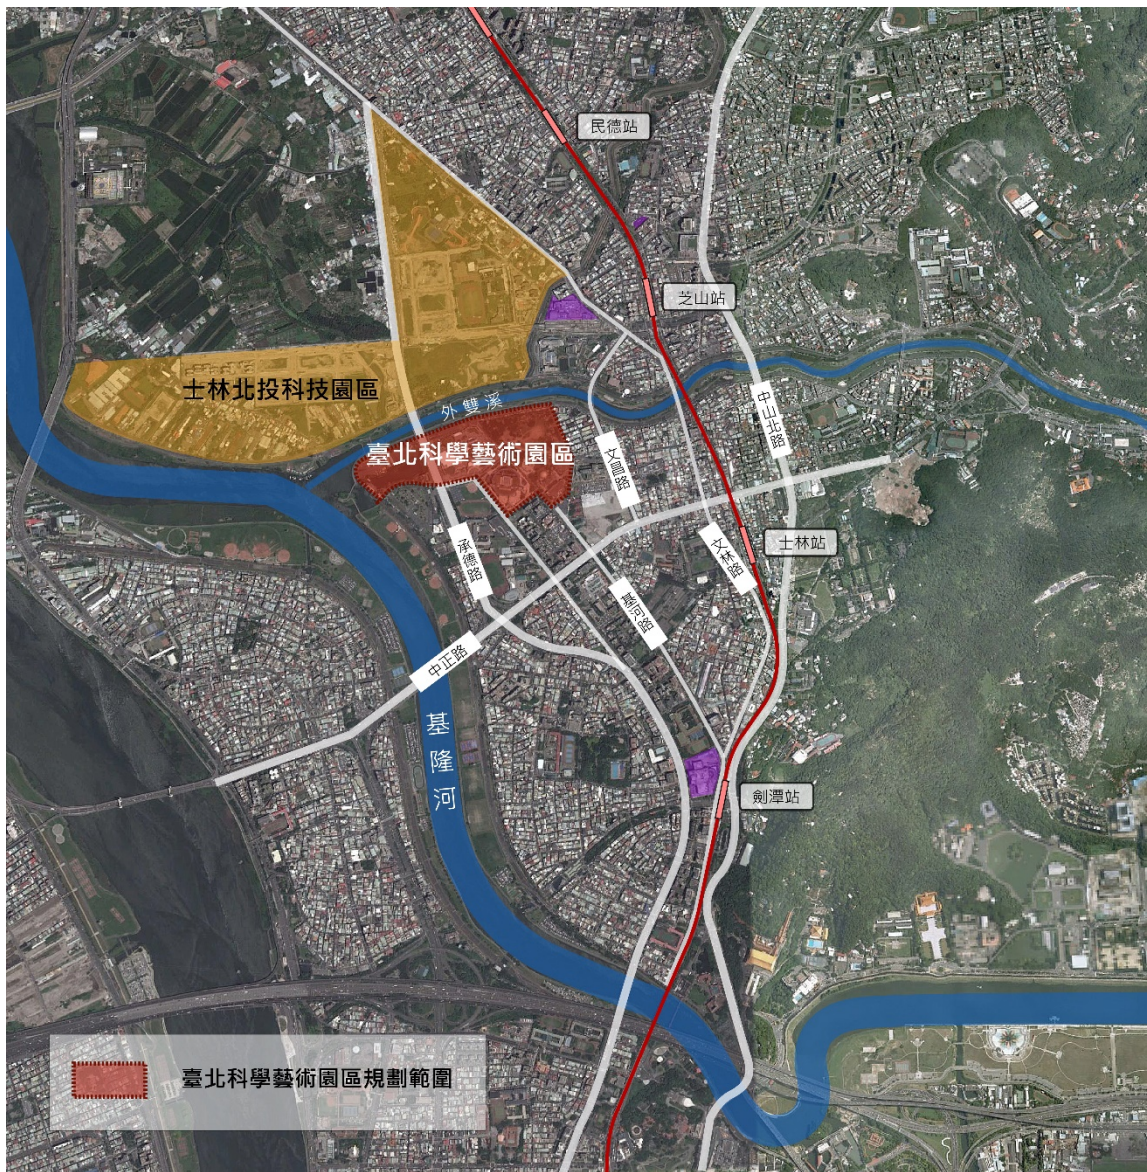 民德站
芝山站
士林北投科技園區
外雙溪
中山北路
臺北科學藝術園區
文昌路
承德路
文林路
士林站
基河路
中正路
基隆河
劍潭站
臺北科學藝術園區規劃範圍